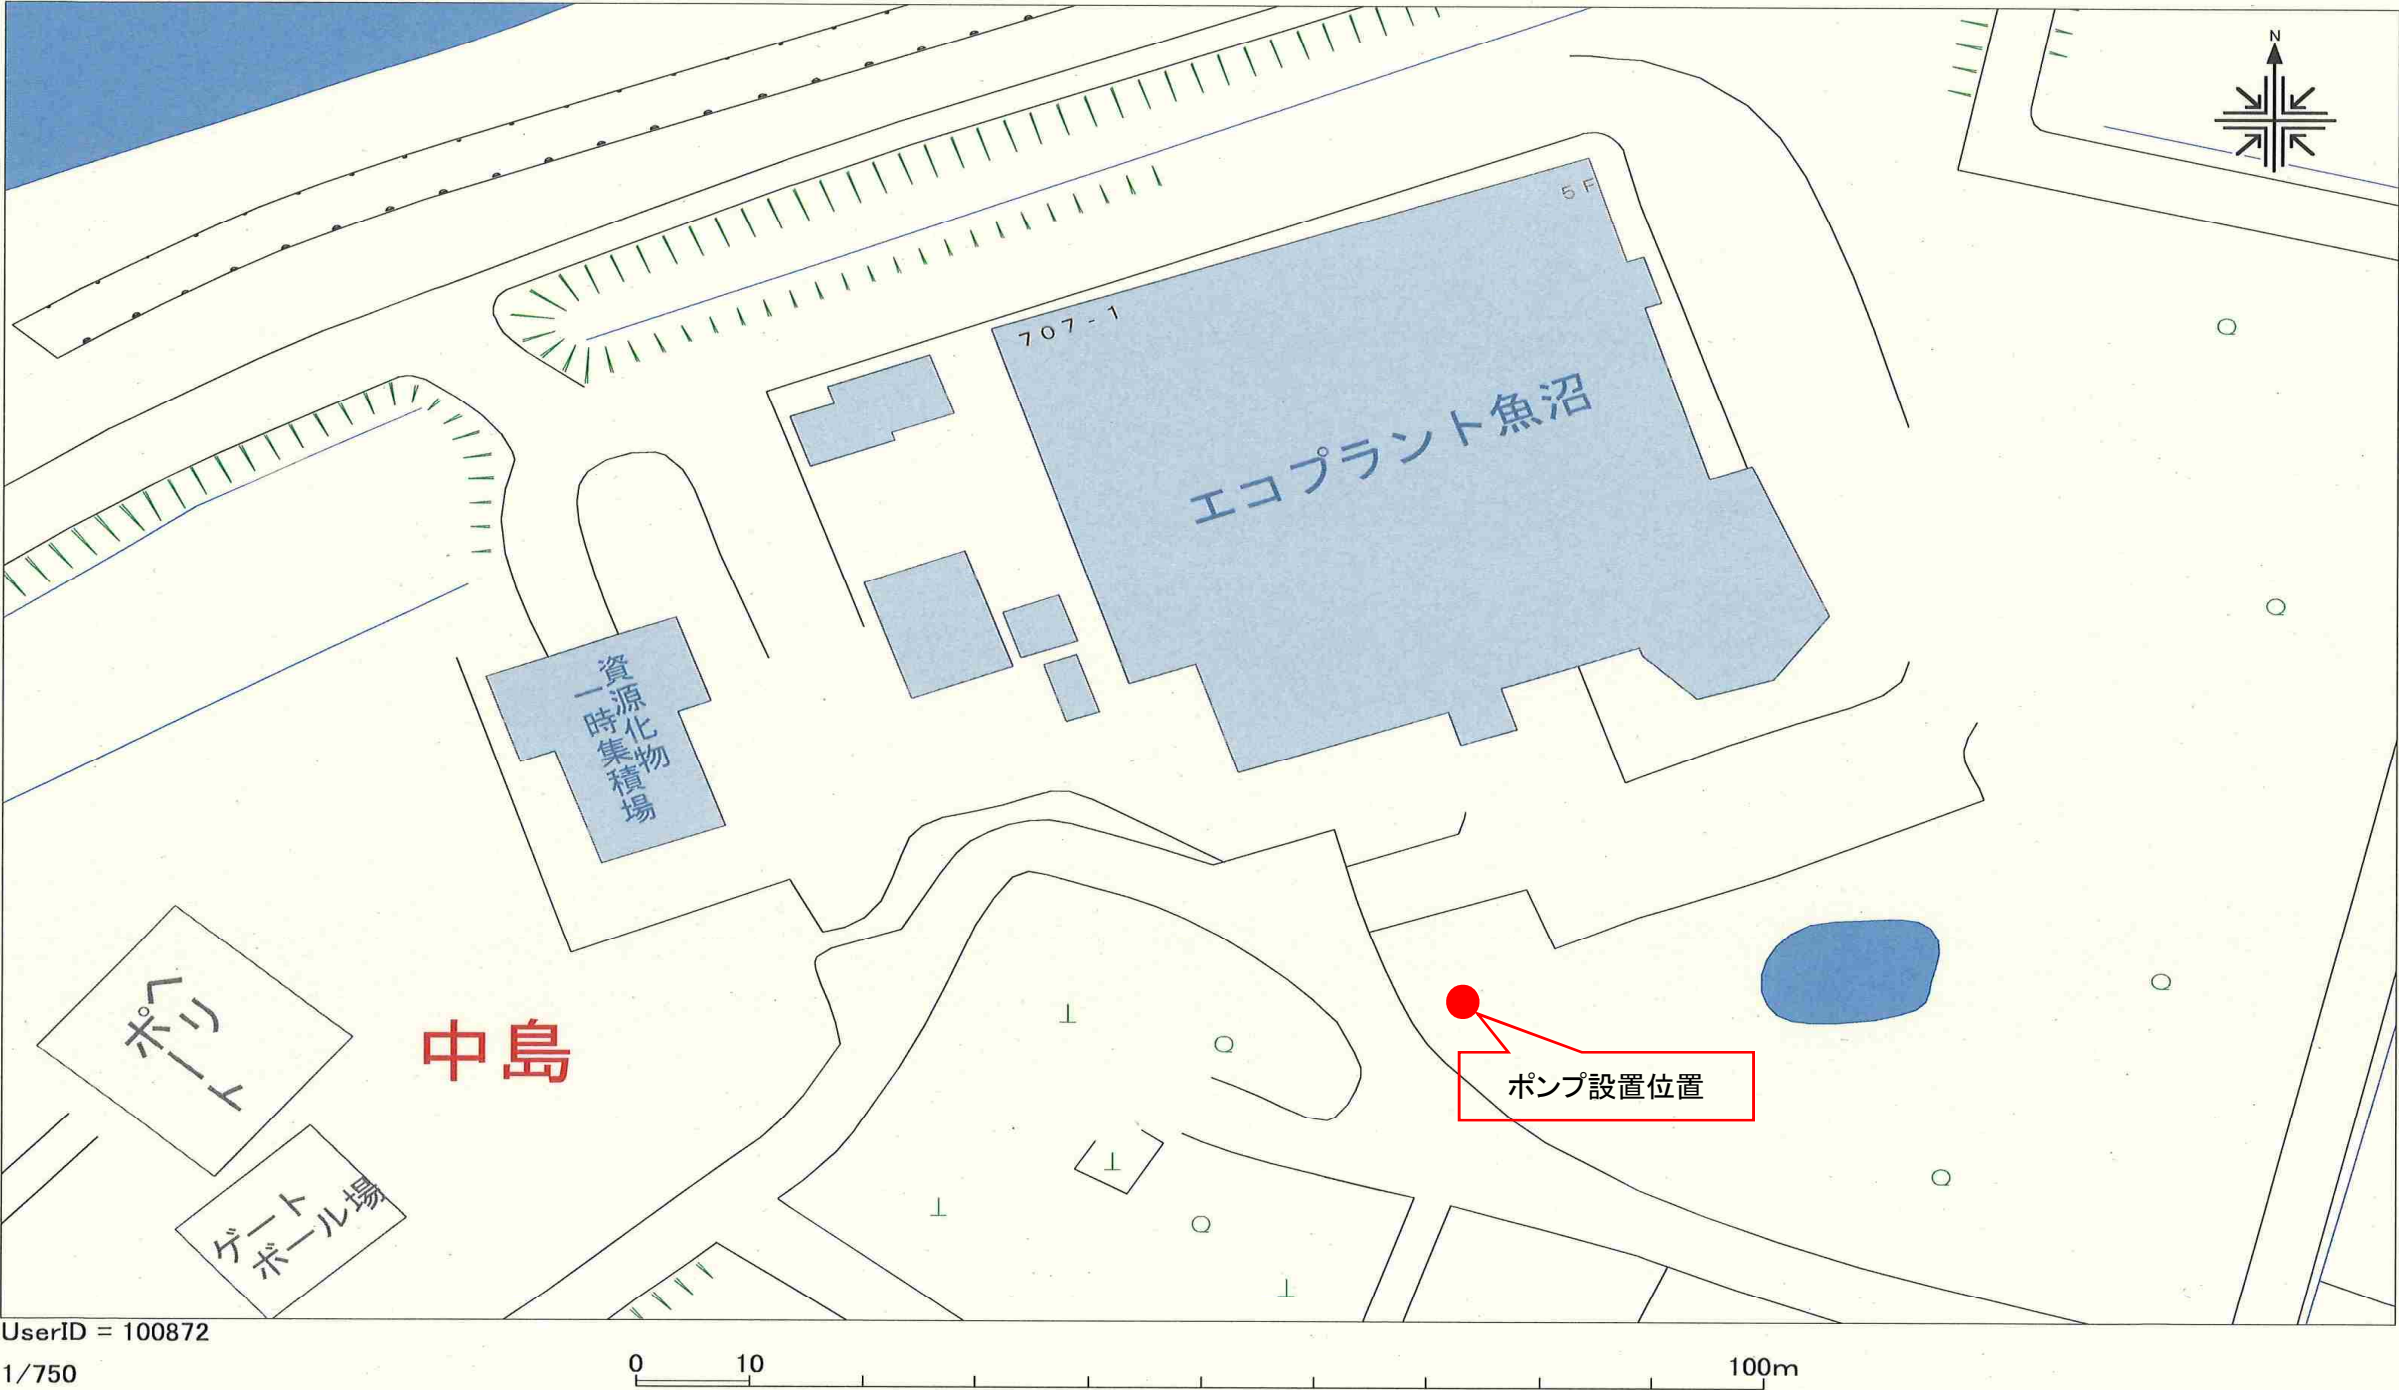 N
5F
707-1
エコプラント魚沼
資源化物
一時集積場
ヘリ
ポート
中島
ポンプ設置位置
ゲート
ボール場
UserID = 100872
1/750
0 10 100m